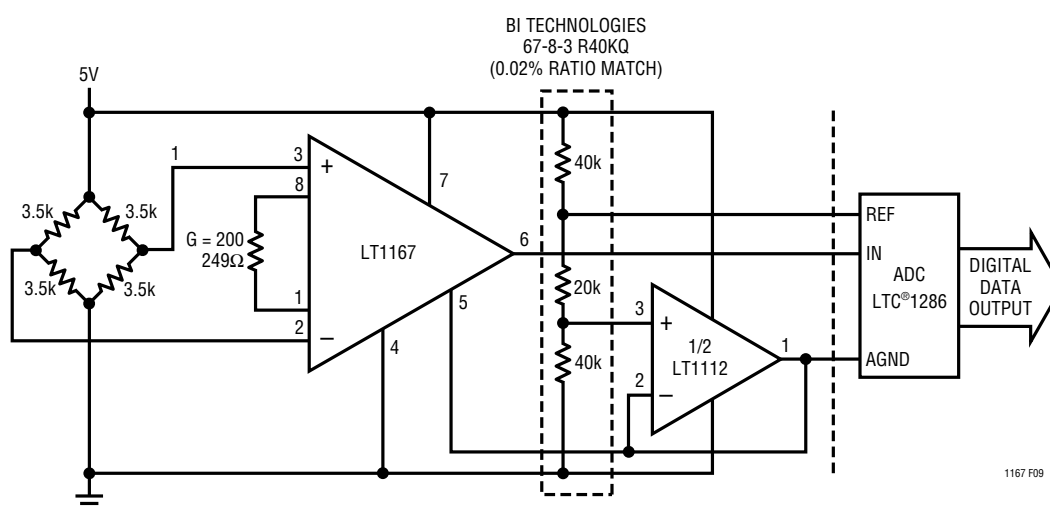 BI TECHNOLOGIES
67-8-3 R40KQ
(0.02% RATIO MATCH)
5V
3.5k
3.5k
3.5k
3.5k
1
3
+
8
G = 200
249Ω
1
2
–
LT1167
7
6
5
4
40k
20k
40k
3
+
2
–
1/2
LT1112
1
REF
IN
ADC
LTC®1286
AGND
DIGITAL
DATA
OUTPUT
1167 F09